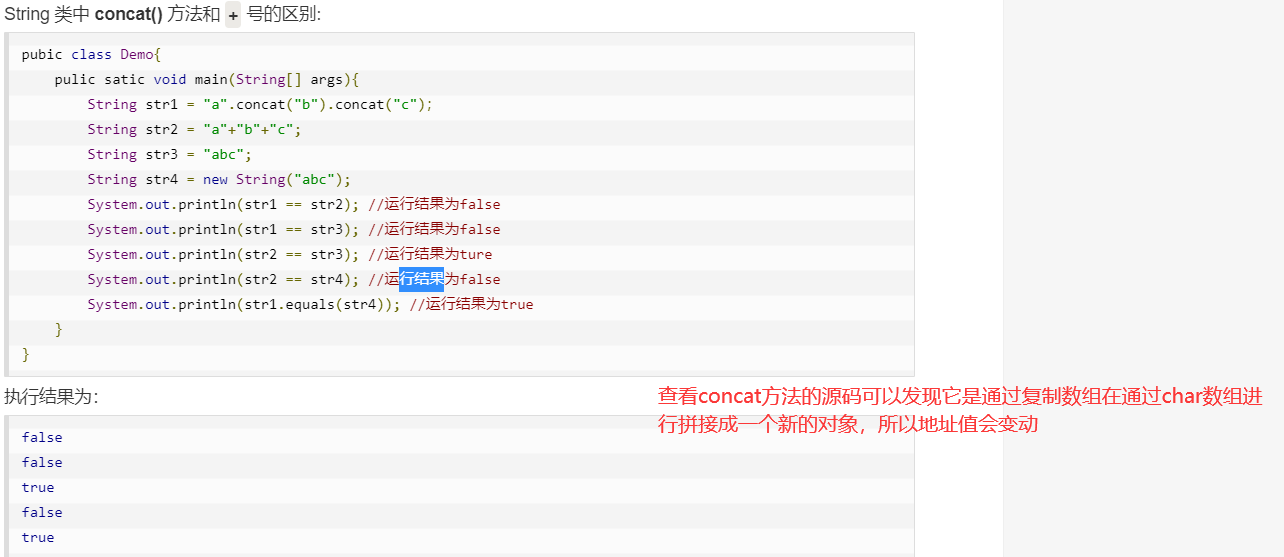 String 类中 concat() 方法和 + 号的区别:
pubic class Demo{
    pulic satic void main(String[] args){
        String str1 = "a".concat("b").concat("c");
        String str2 = "a"+"b"+"c";
        String str3 = "abc";
        String str4 = new String("abc");
        System.out.println(str1 == str2); //运行结果为false
        System.out.println(str1 == str3); //运行结果为false
        System.out.println(str2 == str3); //运行结果为ture
        System.out.println(str2 == str4); //运行结果为false
        System.out.println(str1.equals(str4)); //运行结果为true
    }
}
执行结果为：
查看concat方法的源码可以发现它是通过复制数组在通过char数组进
行拼接成一个新的对象，所以地址值会变动
false
false
true
false
true